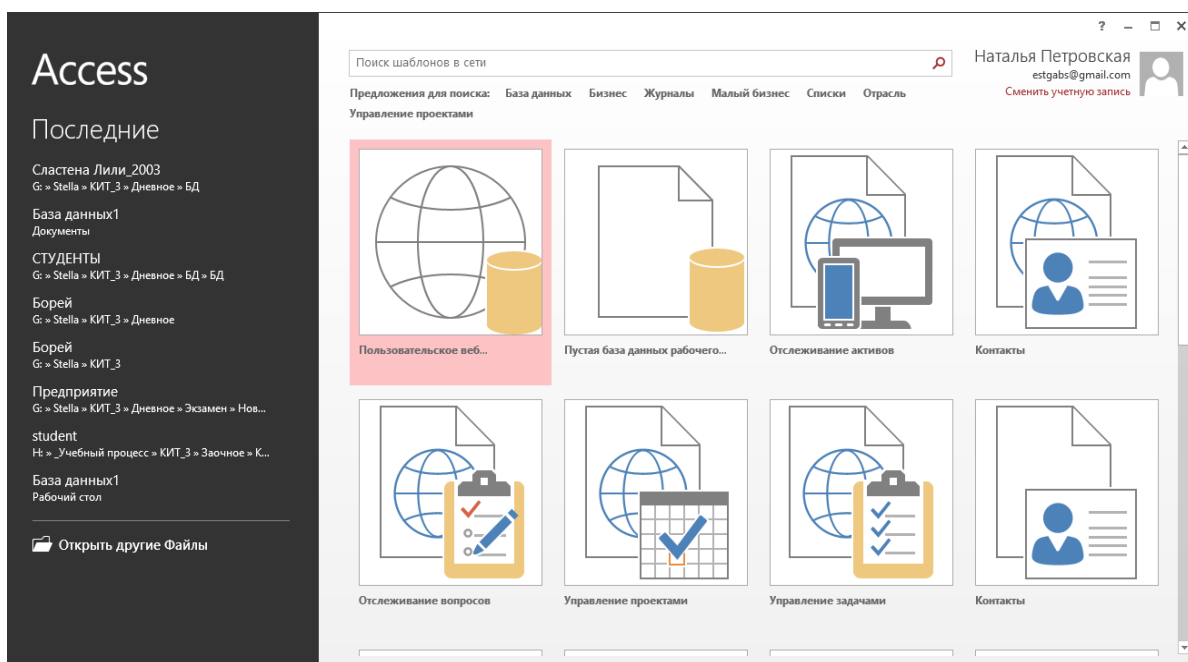 Access
Последние
Сластена Лили_2003
G: » Stella » КИТ_3 » Дневное » БД
База данных1
Документы
СТУДЕНТЫ
G: » Stella » КИТ_3 » Дневное » БД » БД
Борей
G: » Stella » КИТ_3 » Дневное
Борей
G: » Stella » КИТ_3
Предприятие
G: » Stella » КИТ_3 » Дневное » Экзамен » Нов...
student
H: » _Учебный процесс » КИТ_3 » Заочное » К...
База данных1
Рабочий стол
Открыть другие Файлы
?
Поиск шаблонов в сети
Наталья Петровская
estgabs@gmail.com
Сменить учетную запись
Предложения для поиска: База данных Бизнес Журналы Малый бизнес Списки Отрасль
Управление проектами
Пользовательское веб... Пустая база данных рабочего... Отслеживание активов Контакты
Отслеживание вопросов Управление проектами Управление задачами Контакты